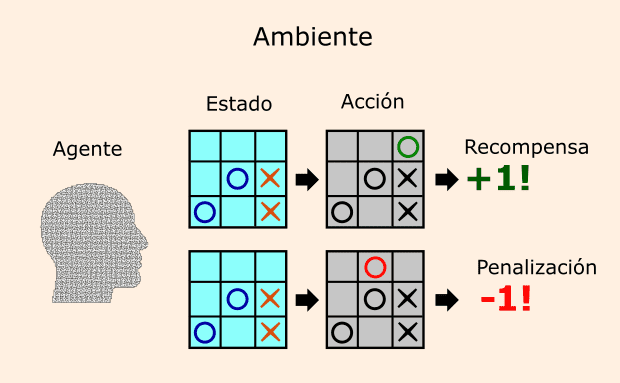 Ambiente
Agente
Estado
Acción
Recompensa
+1!
Penalización
-1!